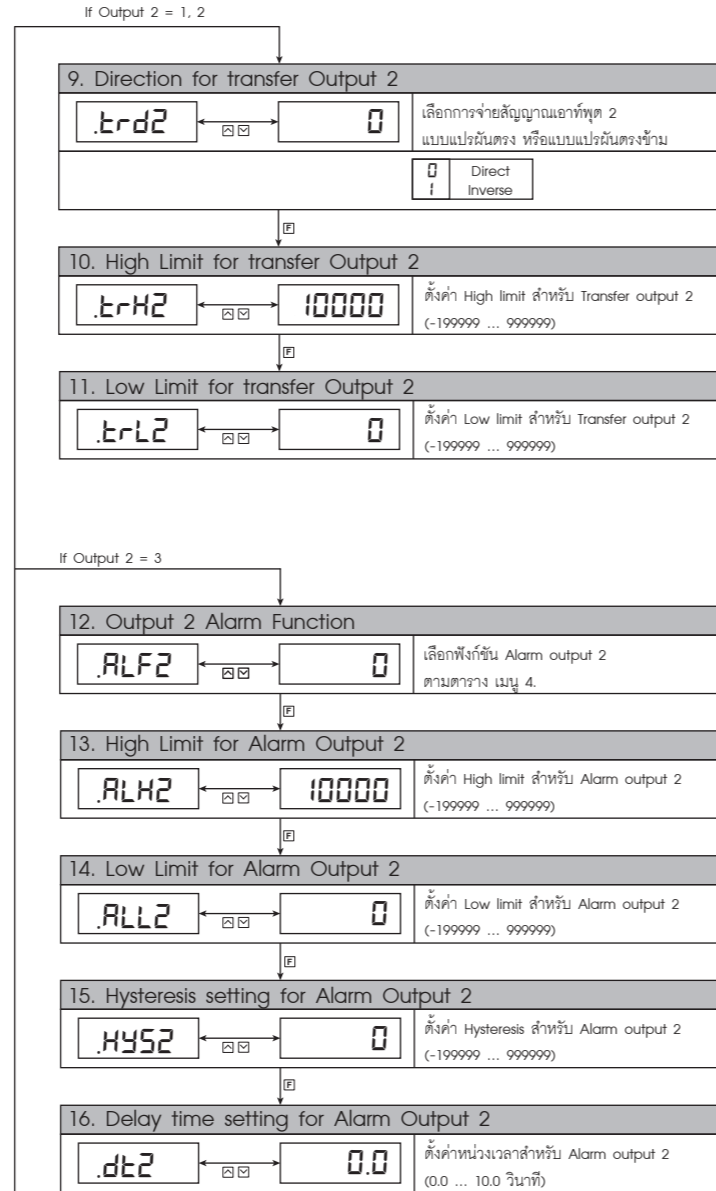 If Output 2 = 1, 2
9. Direction for transfer Output 2
.trd2
0
เลือกการจ่ายสัญญาณเอาท์พุต 2
แบบแปรผันตรง หรือแบบแปรผันตรงข้าม
0 Direct
1 Inverse
F
10. High Limit for transfer Output 2
.trH2
10000
ตั้งค่า High limit สำหรับ Transfer output 2
(-199999 ... 999999)
F
11. Low Limit for transfer Output 2
.trL2
0
ตั้งค่า Low limit สำหรับ Transfer output 2
(-199999 ... 999999)
If Output 2 = 3
12. Output 2 Alarm Function
.ALF2
0
เลือกฟังก์ชัน Alarm output 2
ตามตาราง เมนู 4.
F
13. High Limit for Alarm Output 2
.ALH2
10000
ตั้งค่า High limit สำหรับ Alarm output 2
(-199999 ... 999999)
F
14. Low Limit for Alarm Output 2
.ALL2
0
ตั้งค่า Low limit สำหรับ Alarm output 2
(-199999 ... 999999)
F
15. Hysteresis setting for Alarm Output 2
.HYS2
0
ตั้งค่า Hysteresis สำหรับ Alarm output 2
(-199999 ... 999999)
F
16. Delay time setting for Alarm Output 2
.dt2
0.0
ตั้งค่าหน่วงเวลาสำหรับ Alarm output 2
(0.0 ... 10.0 วินาที)